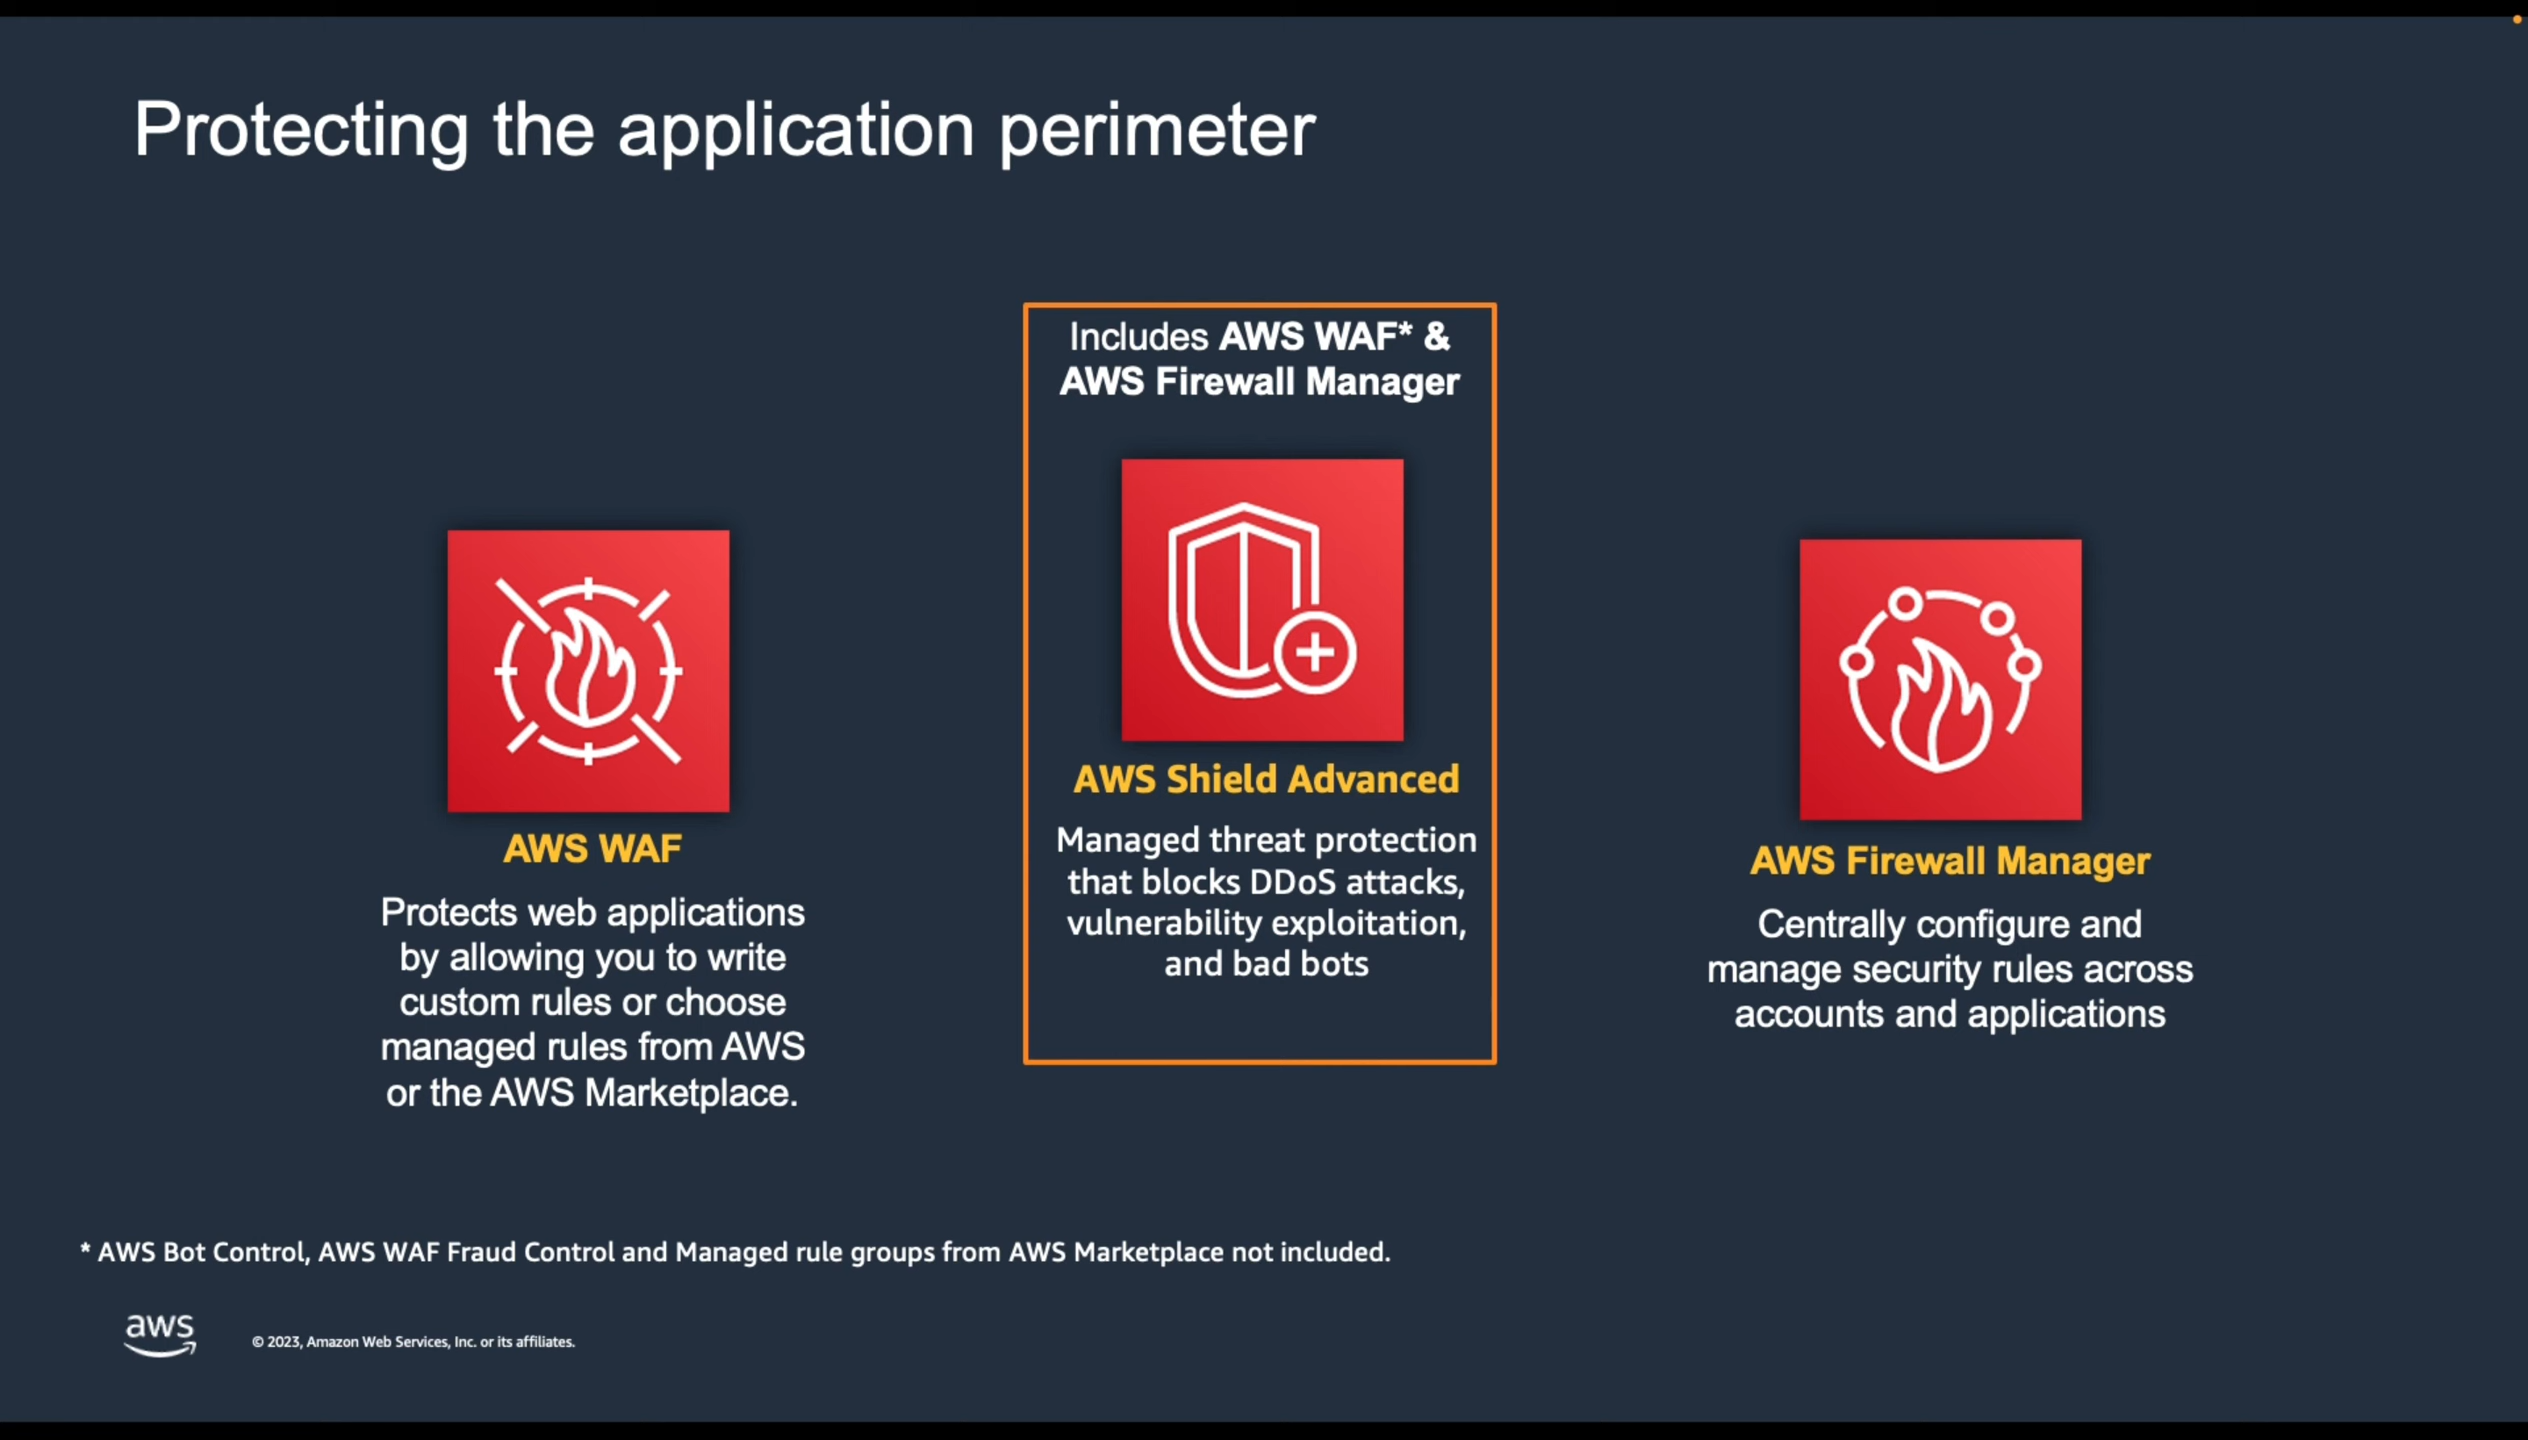 Protecting the application perimeter
Includes AWS WAF* &
AWS Firewall Manager
AWS WAF
Protects web applications
by allowing you to write
custom rules or choose
managed rules from AWS
or the AWS Marketplace.
AWS Shield Advanced
Managed threat protection
that blocks DDoS attacks,
vulnerability exploitation,
and bad bots
AWS Firewall Manager
Centrally configure and
manage security rules across
accounts and applications
* AWS Bot Control, AWS WAF Fraud Control and Managed rule groups from AWS Marketplace not included.
aws
© 2023, Amazon Web Services, Inc. or its affiliates.